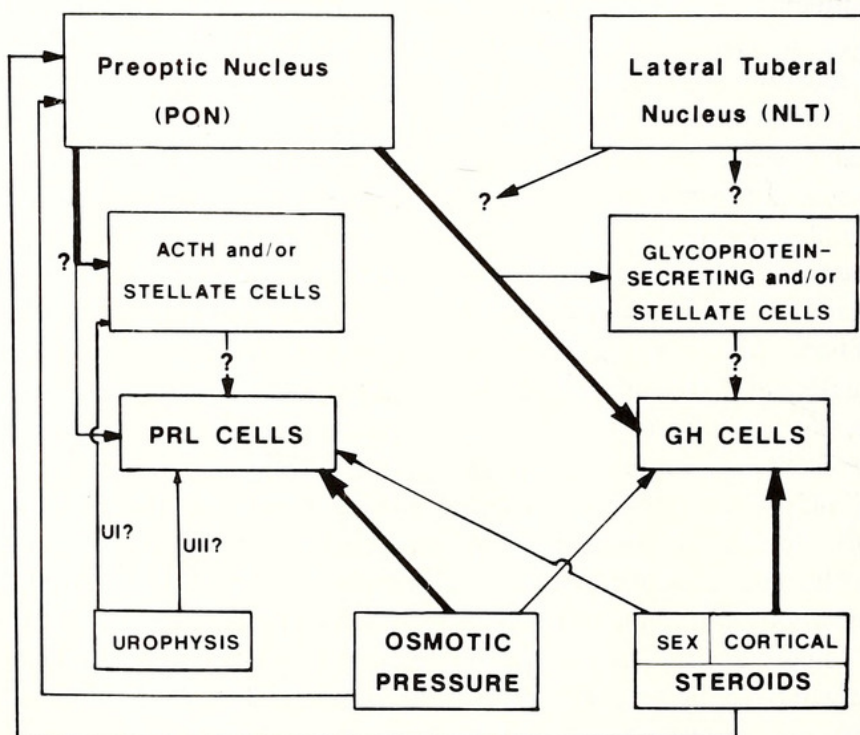 Preoptic Nucleus
(PON)
Lateral Tuberal
Nucleus (NLT)
?
?
?
ACTH and/or
STELLATE CELLS
GLYCOPROTEIN-
SECRETING and/or
STELLATE CELLS
?
?
PRL CELLS
GH CELLS
UI?
UII?
UROPHYSIS
OSMOTIC
PRESSURE
SEX CORTICAL
STEROIDS